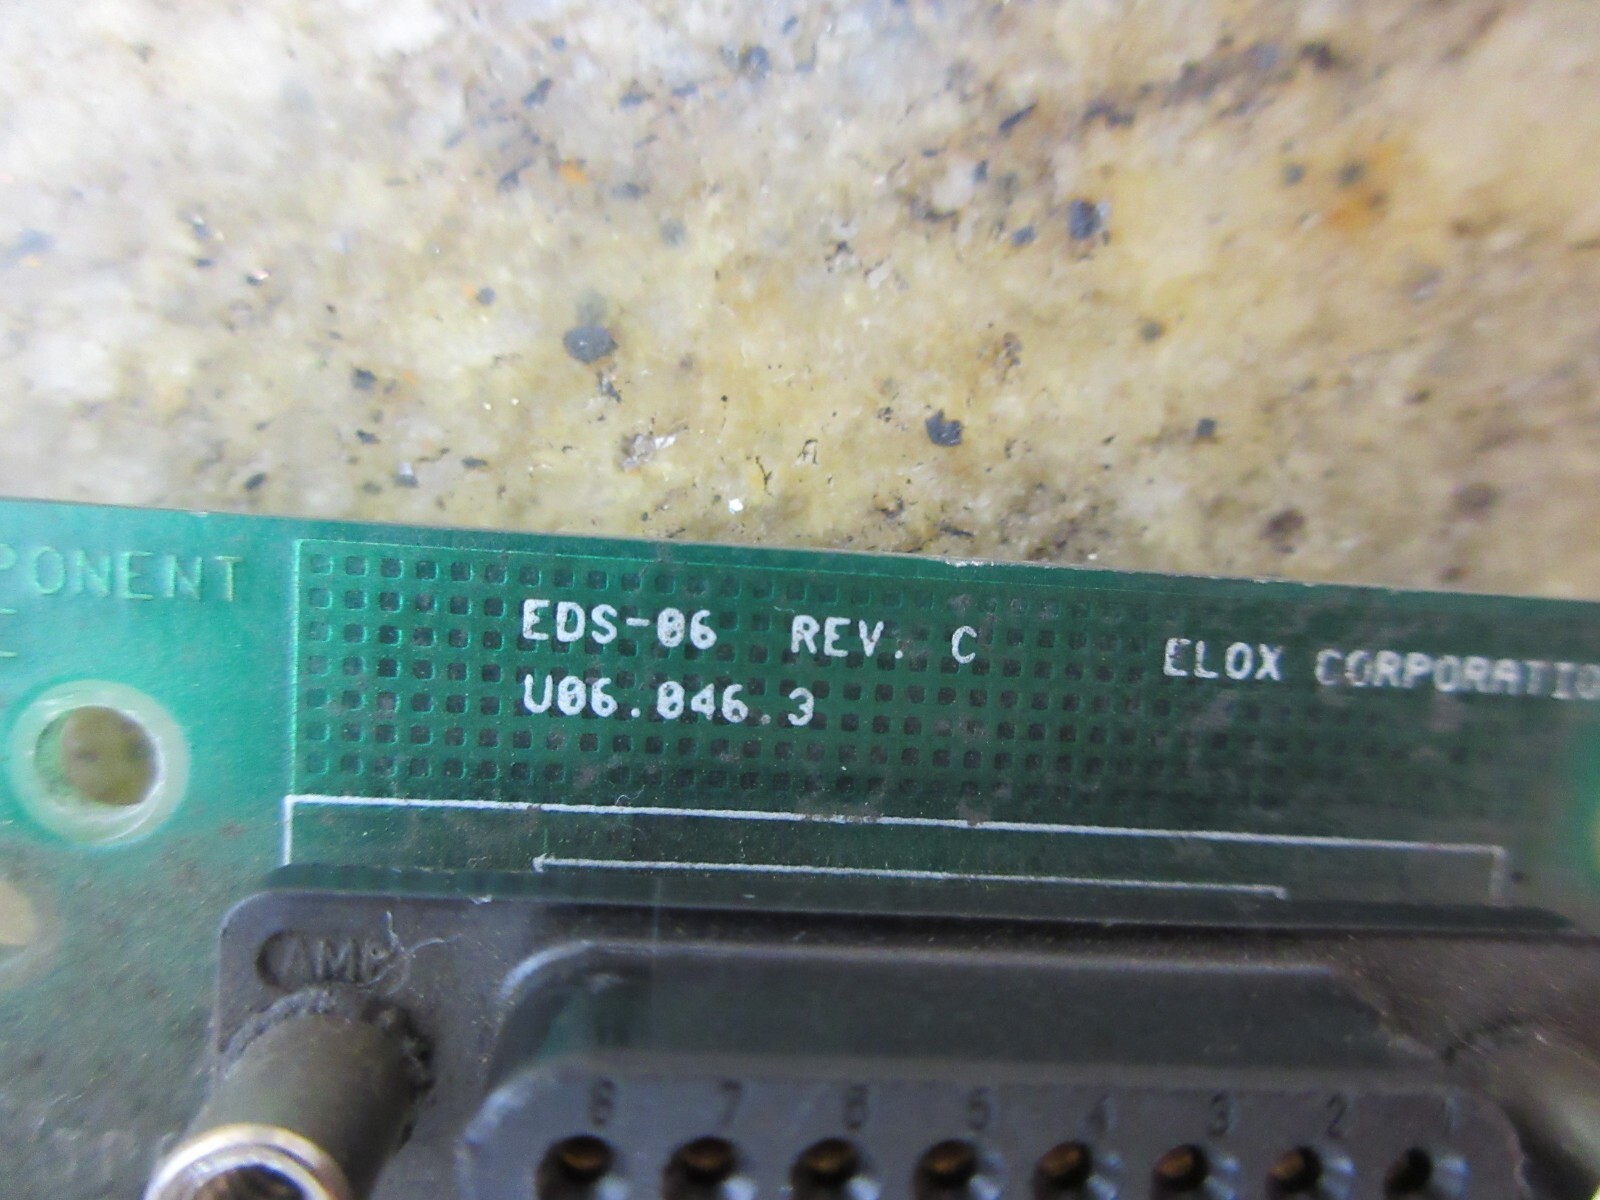 PONENT
EDS-06 REV. C
ELOX CORPORATIO
U06.046.3
AMP
8 7 6 5 4 3 2 1